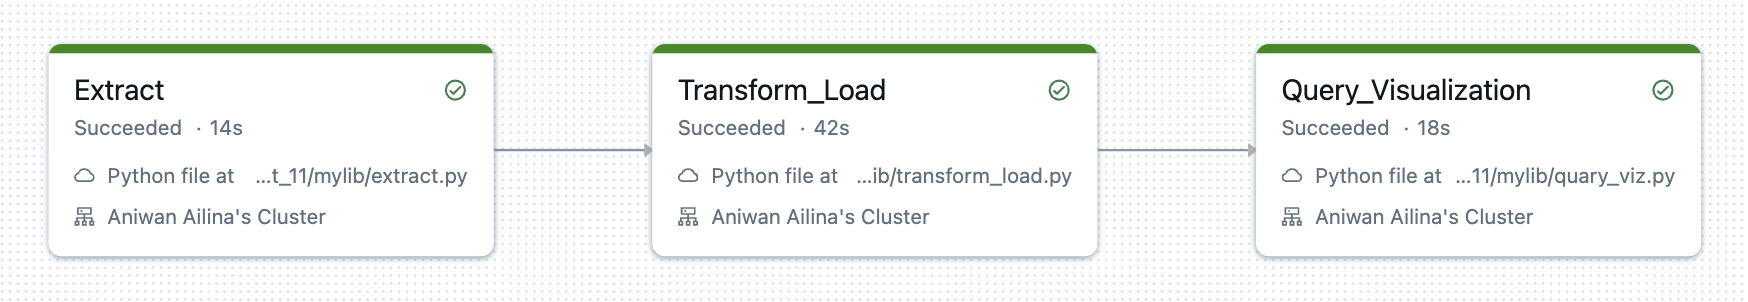 Extract
Succeeded · 14s
Python file at ...t_11/mylib/extract.py
Aniwan Ailina's Cluster
Transform_Load
Succeeded · 42s
Python file at ...ib/transform_load.py
Aniwan Ailina's Cluster
Query_Visualization
Succeeded · 18s
Python file at ...11/mylib/quary_viz.py
Aniwan Ailina's Cluster